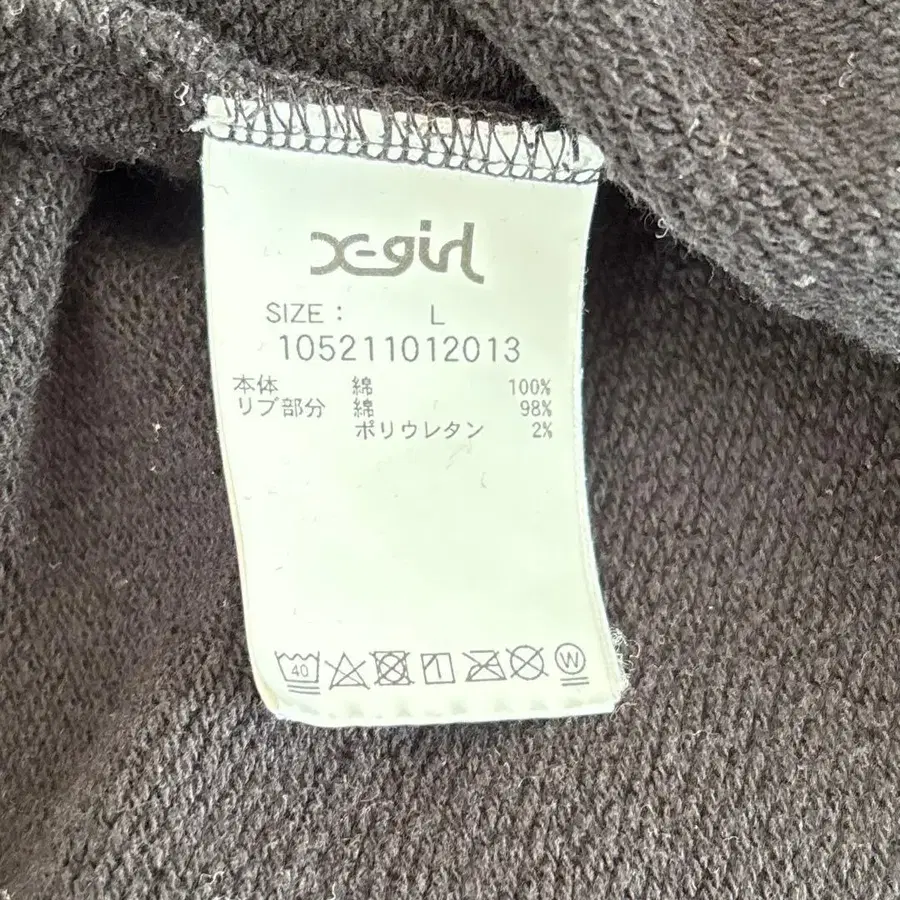 X-girl
SIZE : L
105211012013
本体 綿 100%
リブ部分 綿 98%
ポリウレタン 2%
40 W